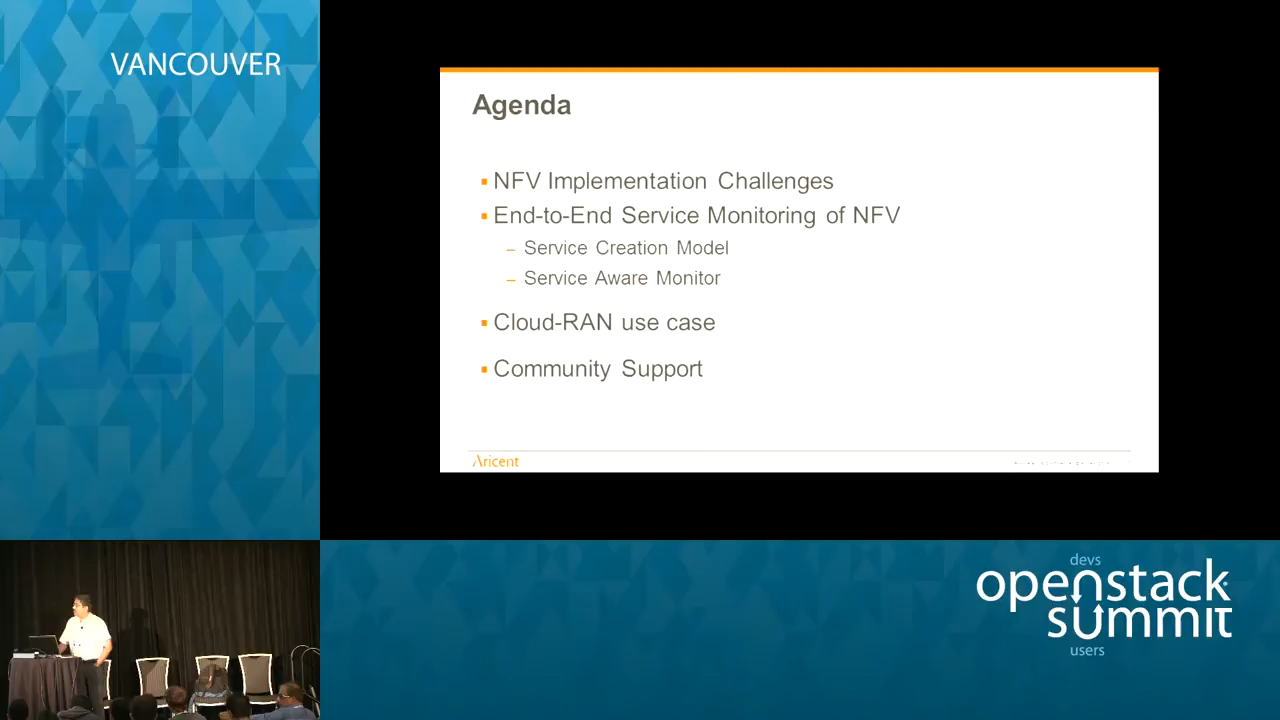 VANCOUVER
Agenda
▪ NFV Implementation Challenges
▪ End-to-End Service Monitoring of NFV
– Service Creation Model
– Service Aware Monitor
▪ Cloud-RAN use case
▪ Community Support
Aricent
devs
openstack
summit
users